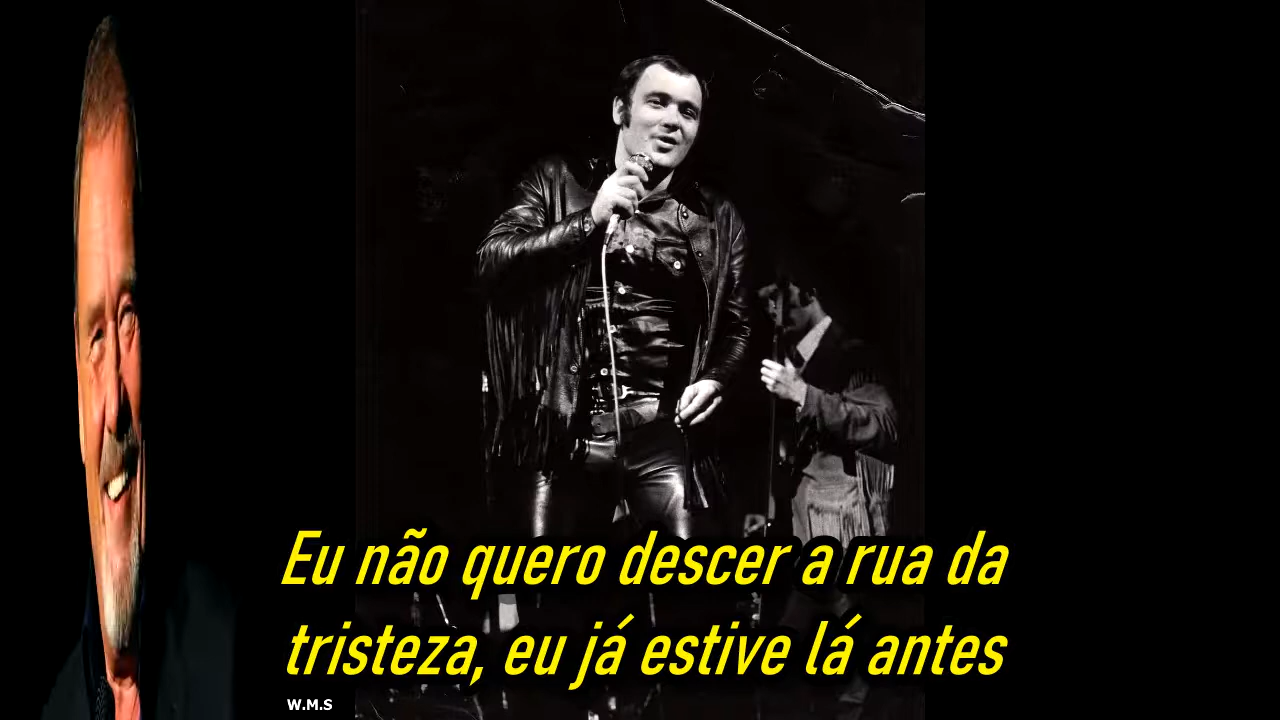 Eu não quero descer a rua da
tristeza, eu já estive lá antes
W.M.S